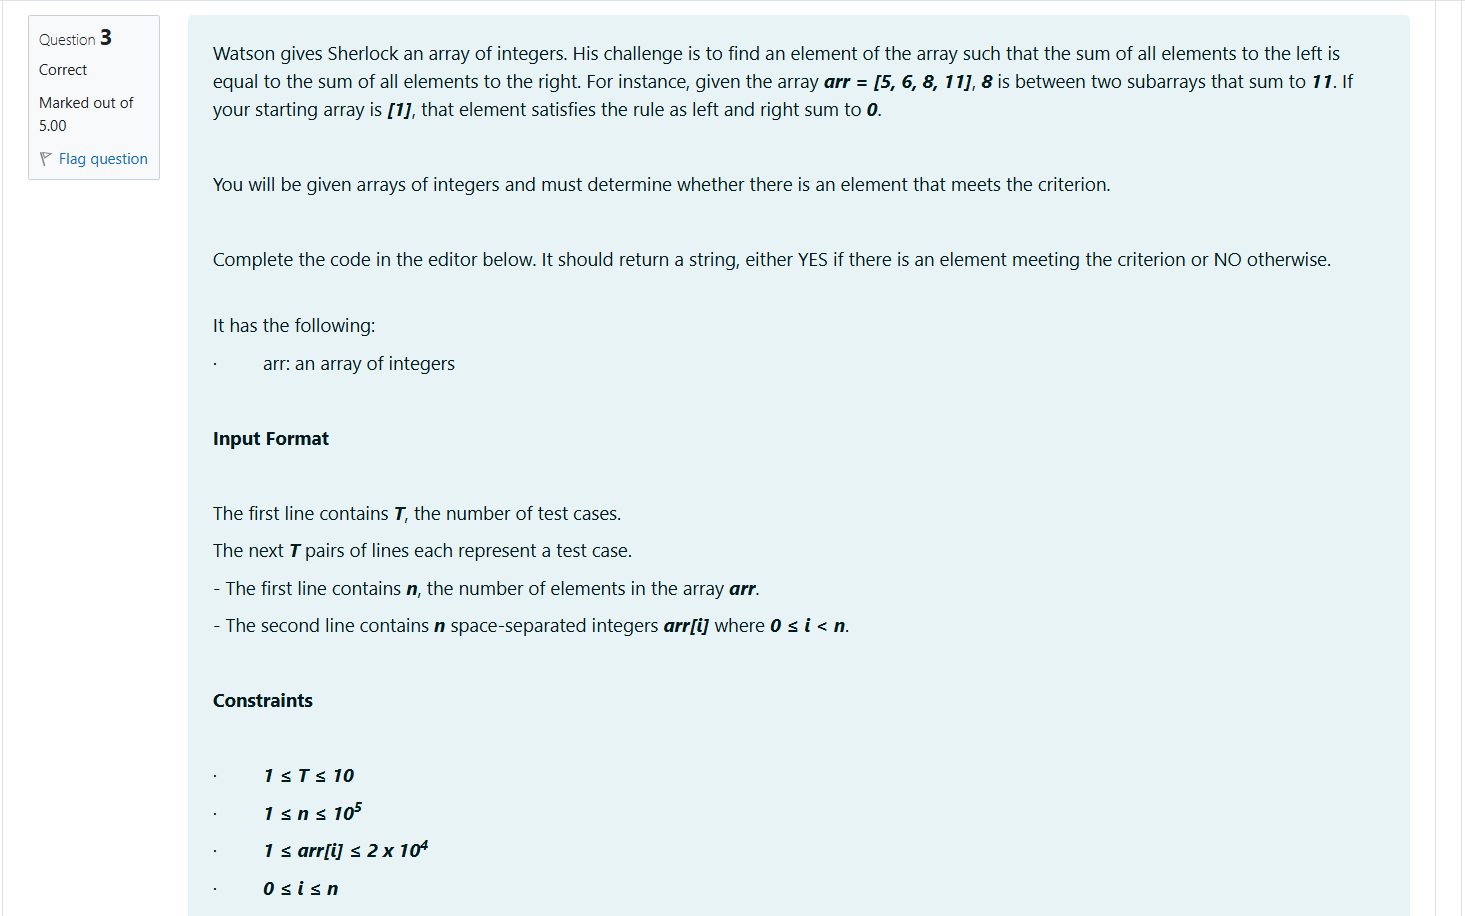 Question 3
Correct
Marked out of
5.00
Flag question
Watson gives Sherlock an array of integers. His challenge is to find an element of the array such that the sum of all elements to the left is
equal to the sum of all elements to the right. For instance, given the array arr = [5, 6, 8, 11], 8 is between two subarrays that sum to 11. If
your starting array is [1], that element satisfies the rule as left and right sum to 0.
You will be given arrays of integers and must determine whether there is an element that meets the criterion.
Complete the code in the editor below. It should return a string, either YES if there is an element meeting the criterion or NO otherwise.
It has the following:
· arr: an array of integers
Input Format
The first line contains T, the number of test cases.
The next T pairs of lines each represent a test case.
- The first line contains n, the number of elements in the array arr.
- The second line contains n space-separated integers arr[i] where 0 ≤ i < n.
Constraints
· 1 ≤ T ≤ 10
· 1 ≤ n ≤ 10⁵
· 1 ≤ arr[i] ≤ 2 x 10⁴
· 0 ≤ i ≤ n